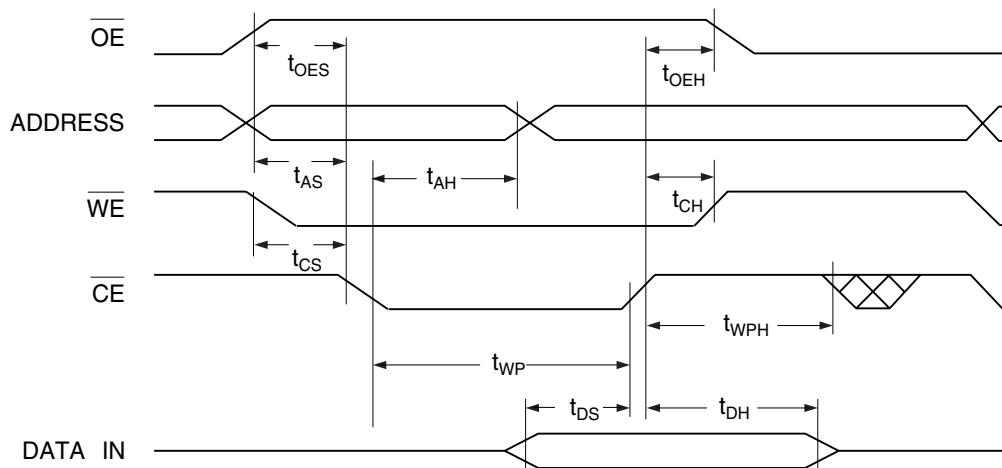 OE
tOES
tOEH
ADDRESS
tAS
tAH
WE
tCH
tCS
CE
tWPH
tWP
tDS
tDH
DATA IN